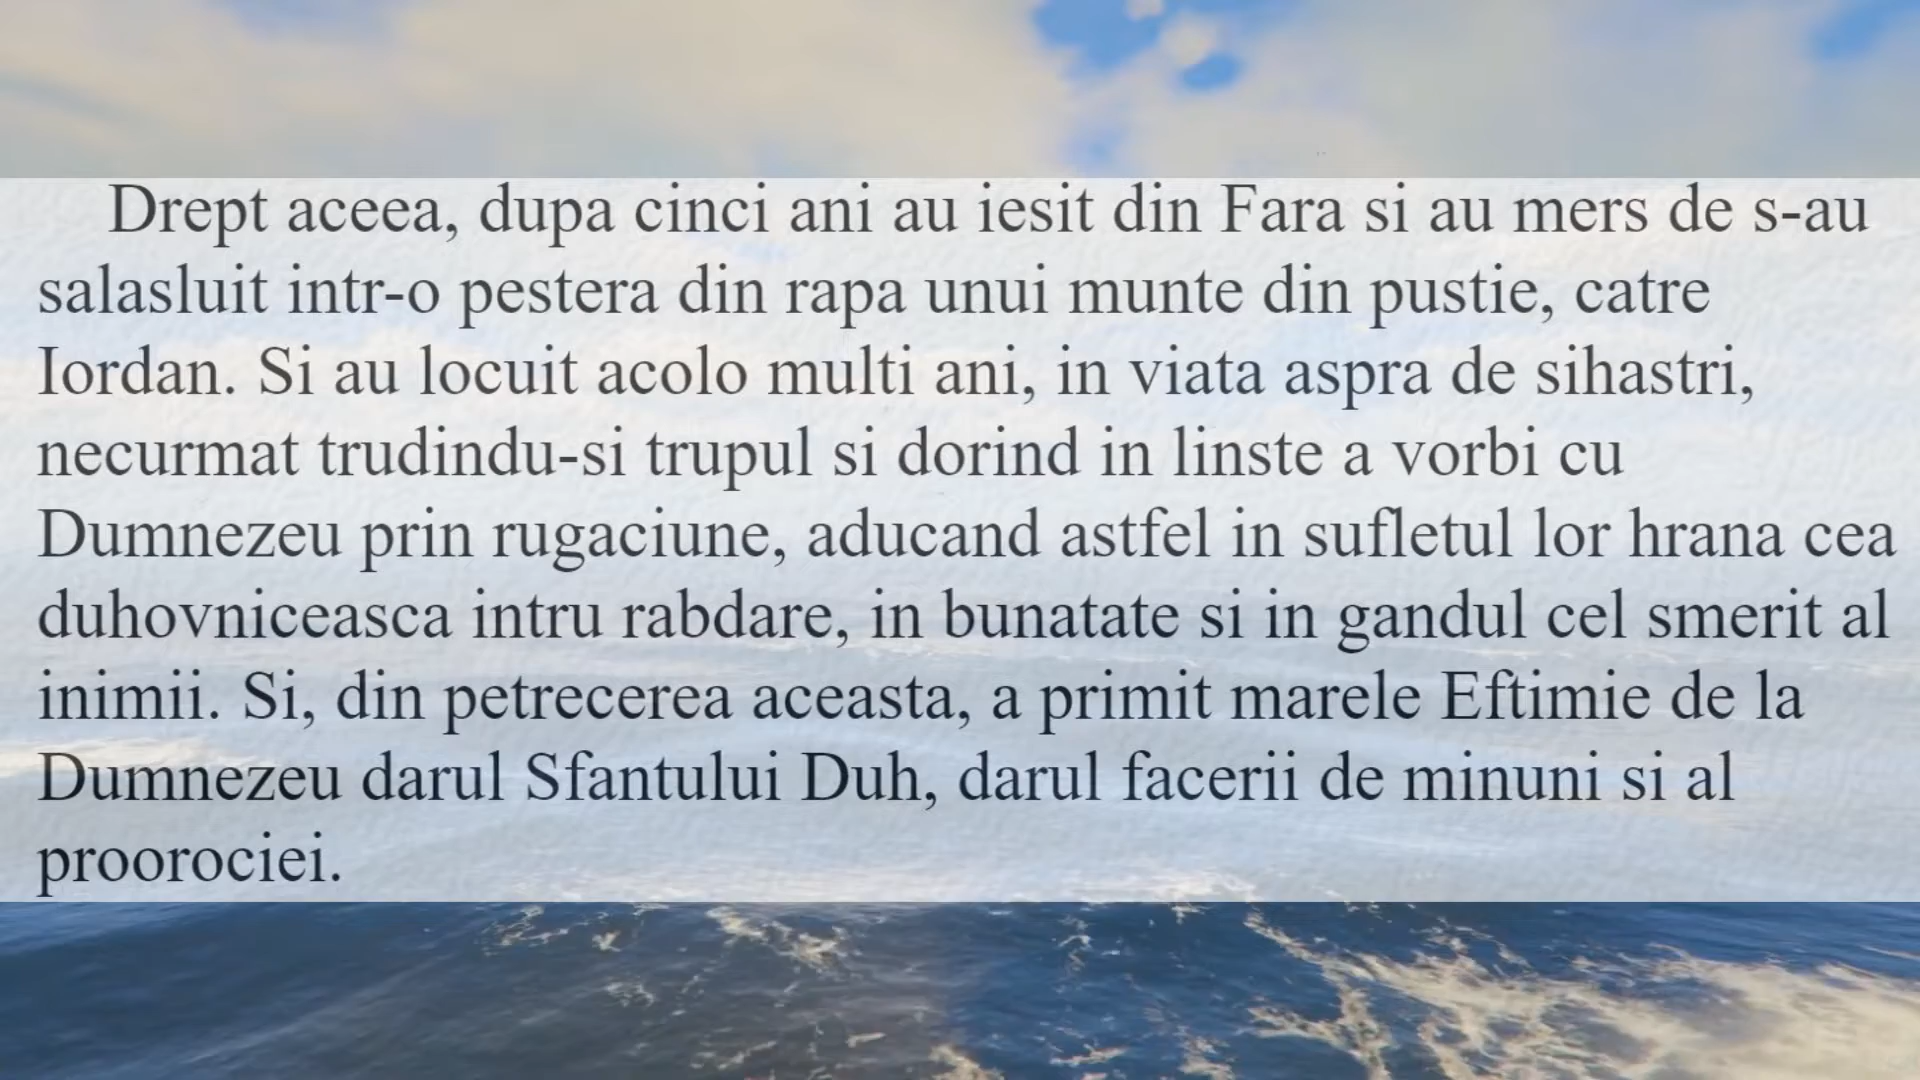 Drept aceea, dupa cinci ani au iesit din Fara si au mers de s-au
salasluit intr-o pestera din rapa unui munte din pustie, catre
Iordan. Si au locuit acolo multi ani, in viata aspra de sihastri,
necurmat trudindu-si trupul si dorind in linste a vorbi cu
Dumnezeu prin rugaciune, aducand astfel in sufletul lor hrana cea
duhovniceasca intru rabdare, in bunatate si in gandul cel smerit al
inimii. Si, din petrecerea aceasta, a primit marele Eftimie de la
Dumnezeu darul Sfantului Duh, darul facerii de minuni si al
proorociei.